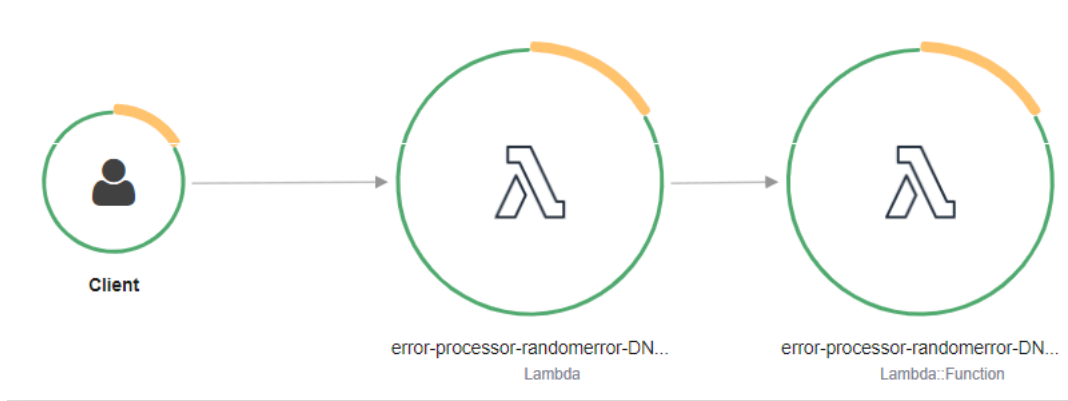 Client
error-processor-randomerror-DN...
Lambda
error-processor-randomerror-DN...
Lambda::Function